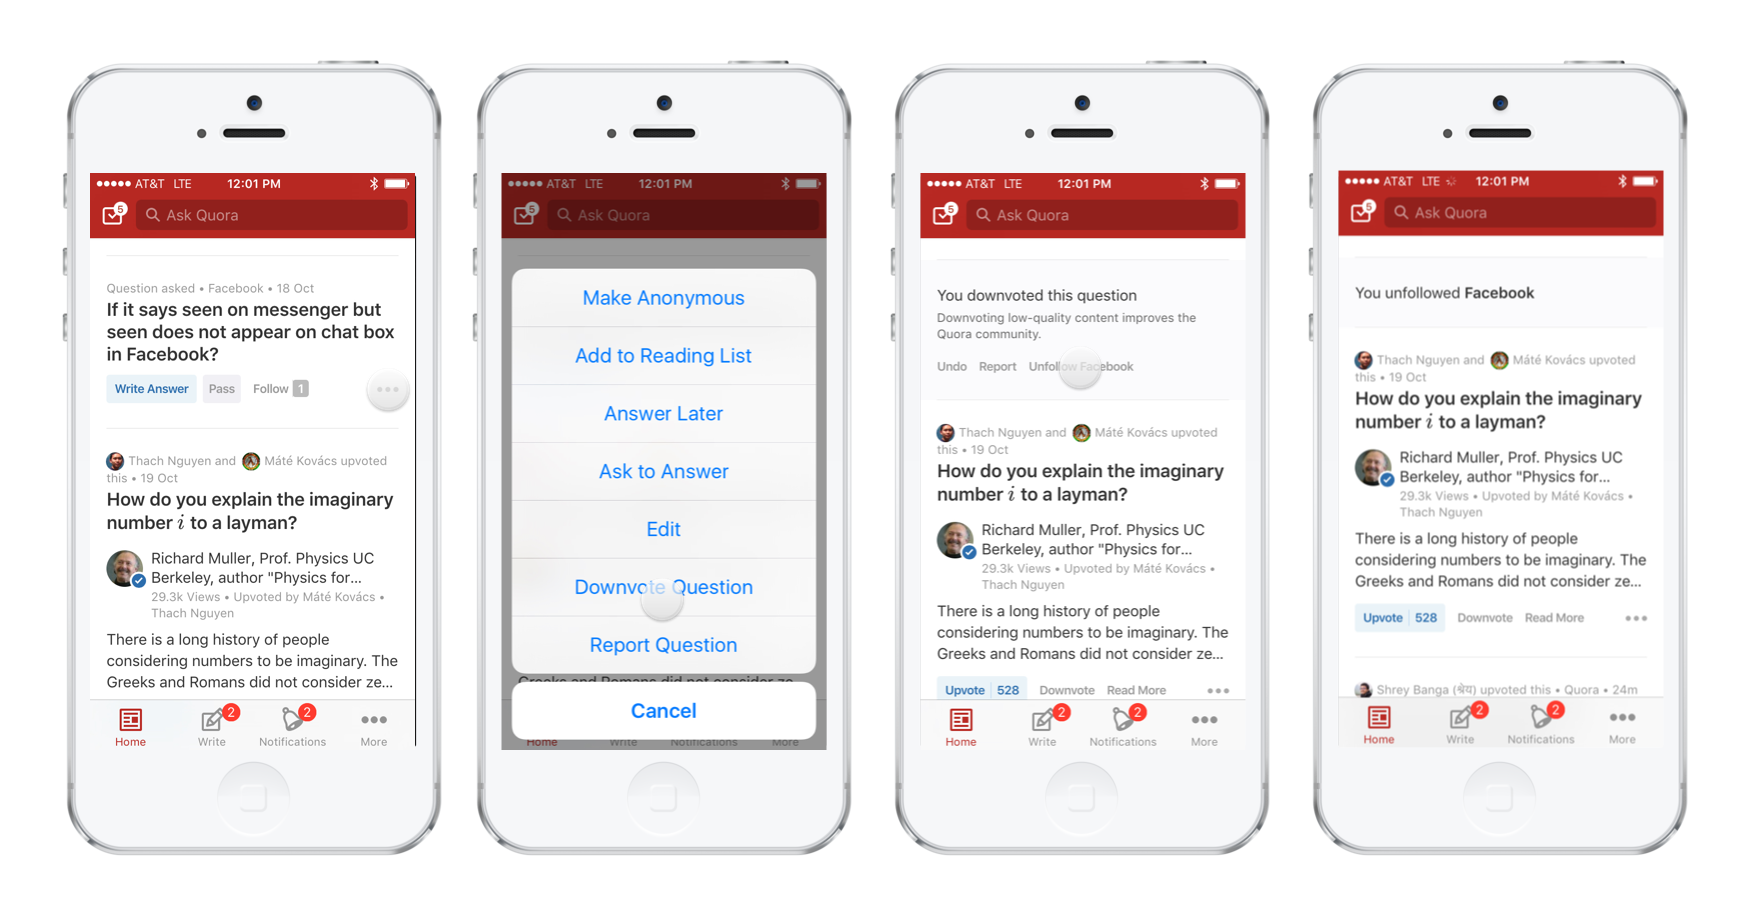 AT&T LTE 12:01 PM
5 Ask Quora
Question asked • Facebook • 18 Oct
If it says seen on messenger but
seen does not appear on chat box
in Facebook?
Write Answer Pass Follow 1
Thach Nguyen and Máté Kovács upvoted
this • 19 Oct
How do you explain the imaginary
number i to a layman?
Richard Muller, Prof. Physics UC
Berkeley, author "Physics for...
29.3k Views • Upvoted by Máté Kovács •
Thach Nguyen
There is a long history of people
considering numbers to be imaginary. The
Greeks and Romans did not consider ze...
2 2
Home Write Notifications More
AT&T LTE 12:01 PM
5 Ask Quora
Make Anonymous
Add to Reading List
Answer Later
Ask to Answer
Edit
Downvote Question
Report Question
Greeks and Romans did not consider ze...
Cancel
Home Write Notifications More
AT&T LTE 12:01 PM
5 Ask Quora
You downvoted this question
Downvoting low-quality content improves the
Quora community.
Undo Report Unfollow Facebook
Thach Nguyen and Máté Kovács upvoted
this • 19 Oct
How do you explain the imaginary
number i to a layman?
Richard Muller, Prof. Physics UC
Berkeley, author "Physics for...
29.3k Views • Upvoted by Máté Kovács •
Thach Nguyen
There is a long history of people
considering numbers to be imaginary. The
Greeks and Romans did not consider ze...
Upvote 528 Downvote Read More
2 2
Home Write Notifications More
AT&T LTE 12:01 PM
5 Ask Quora
You unfollowed Facebook
Thach Nguyen and Máté Kovács upvoted
this • 19 Oct
How do you explain the imaginary
number i to a layman?
Richard Muller, Prof. Physics UC
Berkeley, author "Physics for...
29.3k Views • Upvoted by Máté Kovács •
Thach Nguyen
There is a long history of people
considering numbers to be imaginary. The
Greeks and Romans did not consider ze...
Upvote 528 Downvote Read More
Shrey Banga (श्रेय) upvoted this • Quora • 24m
2 2
Home Write Notifications More